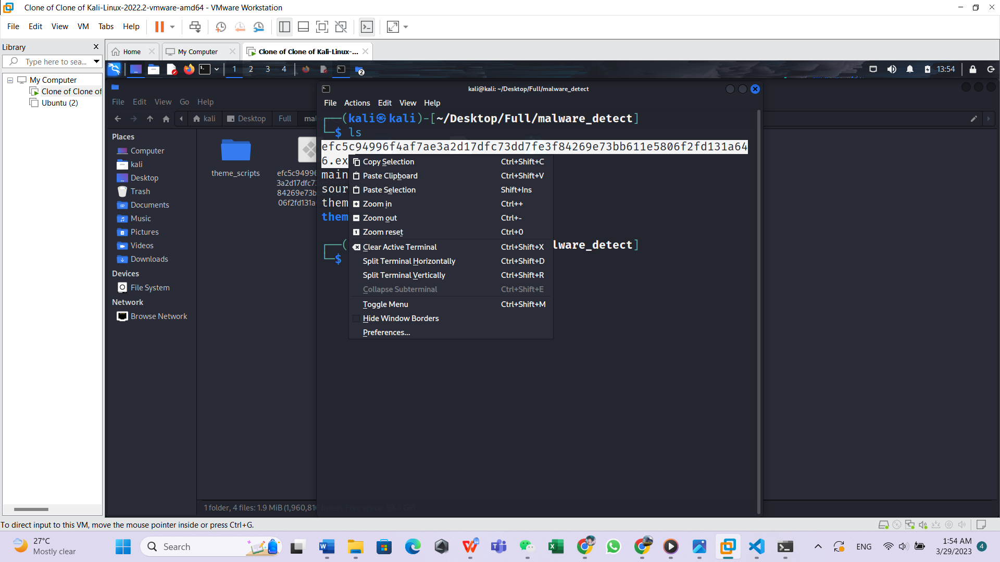 Clone of Clone of Kali-Linux-2022.2-vmware-amd64 - VMware Workstation
File Edit View VM Tabs Help
Library
Type here to sea...
Home
My Computer
Clone of Clone of Kali-Linux-...
1 2 3 4
2
13:54
My Computer
Clone of Clone of
Ubuntu (2)
File Edit View Go Help
kali Desktop Full
Places
Computer
kali
Desktop
Trash
Documents
Music
Pictures
Videos
Downloads
Devices
File System
Network
Browse Network
theme_scripts
efc5c94996
3a2d17dfc7
84269e73b
06f2fd131a
1 folder, 4 files: 1.9 MiB (1,960,81
kali@kali: ~/Desktop/Full/malware_detect
File Actions Edit View Help
(kali㉿kali)-[~/Desktop/Full/malware_detect]
$ ls
efc5c94996f4af7ae3a2d17dfc73dd7fe3f84269e73bb611e5806f2fd131a64
6.ex
main
sour
them
them
lware_detect]
$
Copy Selection Ctrl+Shift+C
Paste Clipboard Ctrl+Shift+V
Paste Selection Shift+Ins
Zoom in Ctrl++
Zoom out Ctrl+-
Zoom reset Ctrl+0
Clear Active Terminal Ctrl+Shift+X
Split Terminal Horizontally Ctrl+Shift+D
Split Terminal Vertically Ctrl+Shift+R
Collapse Subterminal Ctrl+Shift+E
Toggle Menu Ctrl+Shift+M
Hide Window Borders
Preferences...
To direct input to this VM, move the mouse pointer inside or press Ctrl+G.
27°C
Mostly clear
Search
ENG
1:54 AM
3/29/2023
4